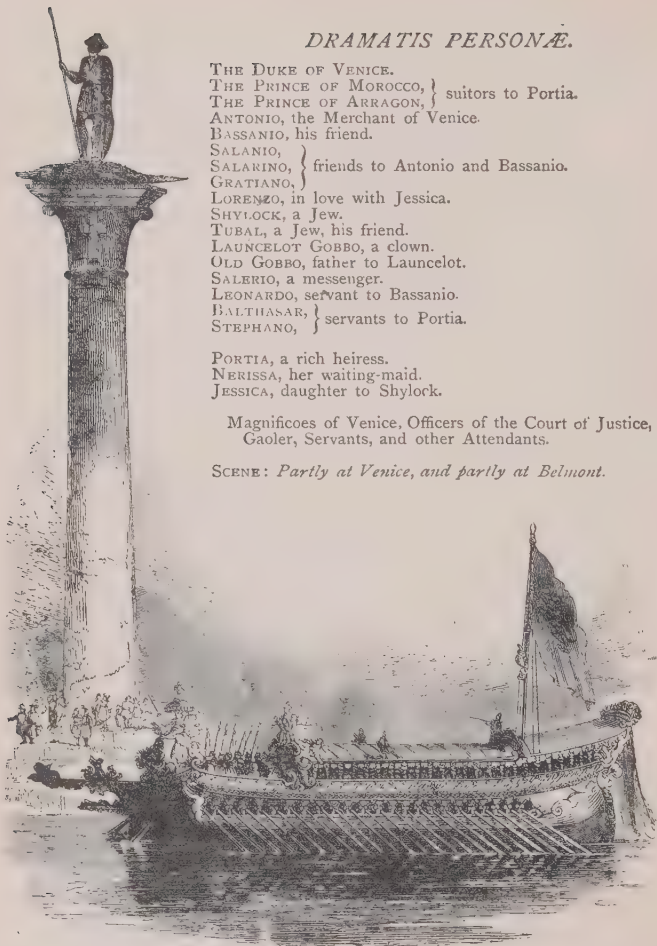 DRAMATIS PERSONÆ.
THE DUKE OF VENICE.
THE PRINCE OF MOROCCO, } suitors to Portia.
THE PRINCE OF ARRAGON,
ANTONIO, the Merchant of Venice.
BASSANIO, his friend.
SALANIO,
SALARINO, } friends to Antonio and Bassanio.
GRATIANO,
LORENZO, in love with Jessica.
SHYLOCK, a Jew.
TUBAL, a Jew, his friend.
LAUNCELOT GOBBO, a clown.
OLD GOBBO, father to Launcelot.
SALERIO, a messenger.
LEONARDO, servant to Bassanio.
BALTHASAR, } servants to Portia.
STEPHANO,
PORTIA, a rich heiress.
NERISSA, her waiting-maid.
JESSICA, daughter to Shylock.
Magnificoes of Venice, Officers of the Court of Justice,
Gaoler, Servants, and other Attendants.
SCENE: Partly at Venice, and partly at Belmont.